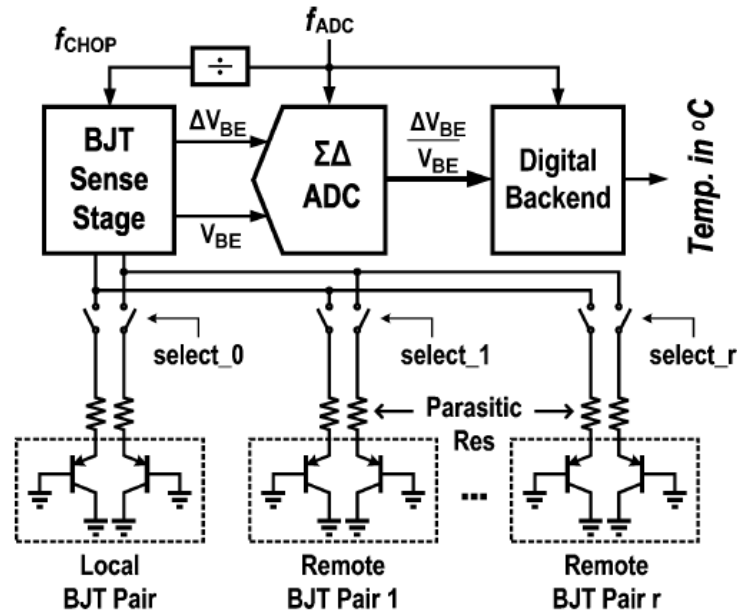 fCHOP
fADC
÷
BJT
Sense
Stage
ΔVBE
VBE
ΣΔ
ADC
ΔVBE
VBE
Digital
Backend
Temp. in ºC
select_0
select_1
select_r
Parasitic
Res
...
Local
BJT Pair
Remote
BJT Pair 1
Remote
BJT Pair r